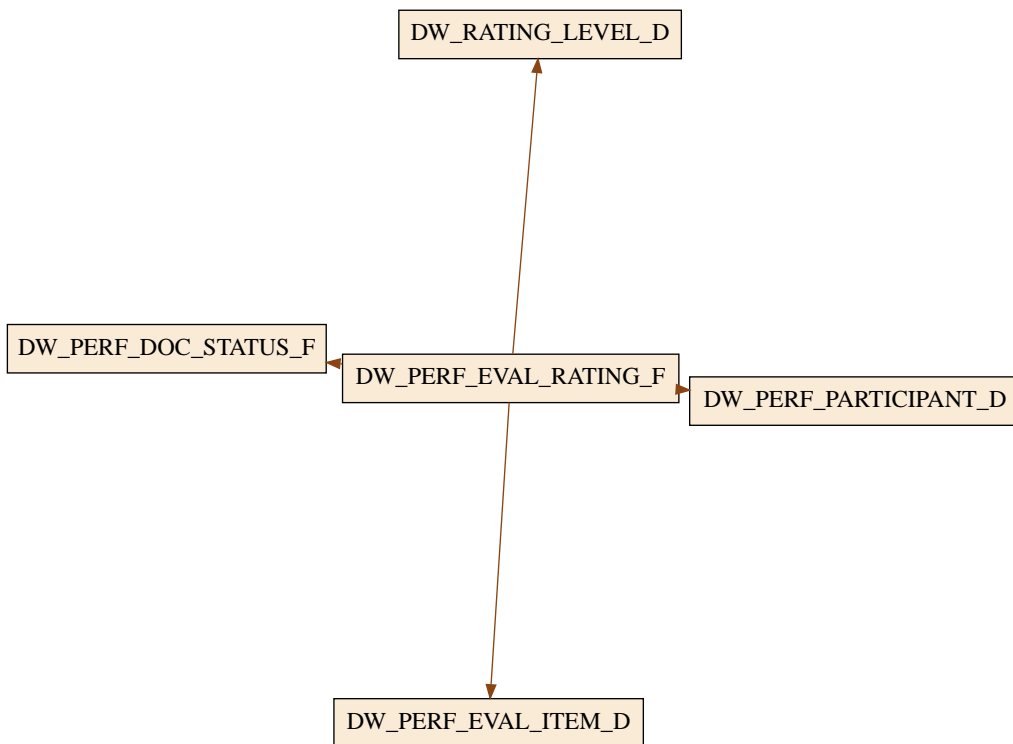 DW_RATING_LEVEL_D
DW_PERF_DOC_STATUS_F
DW_PERF_EVAL_RATING_F
DW_PERF_PARTICIPANT_D
DW_PERF_EVAL_ITEM_D